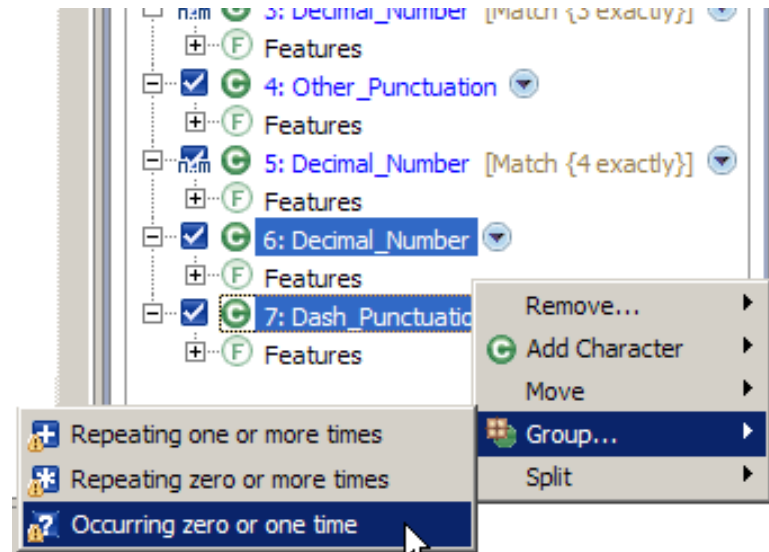 3: Decimal_Number [Match {3 exactly}]
Features
4: Other_Punctuation
Features
5: Decimal_Number [Match {4 exactly}]
Features
6: Decimal_Number
Features
7: Dash_Punctuatio
Features
Remove...
Add Character
Move
Group...
Split
Repeating one or more times
Repeating zero or more times
Occurring zero or one time